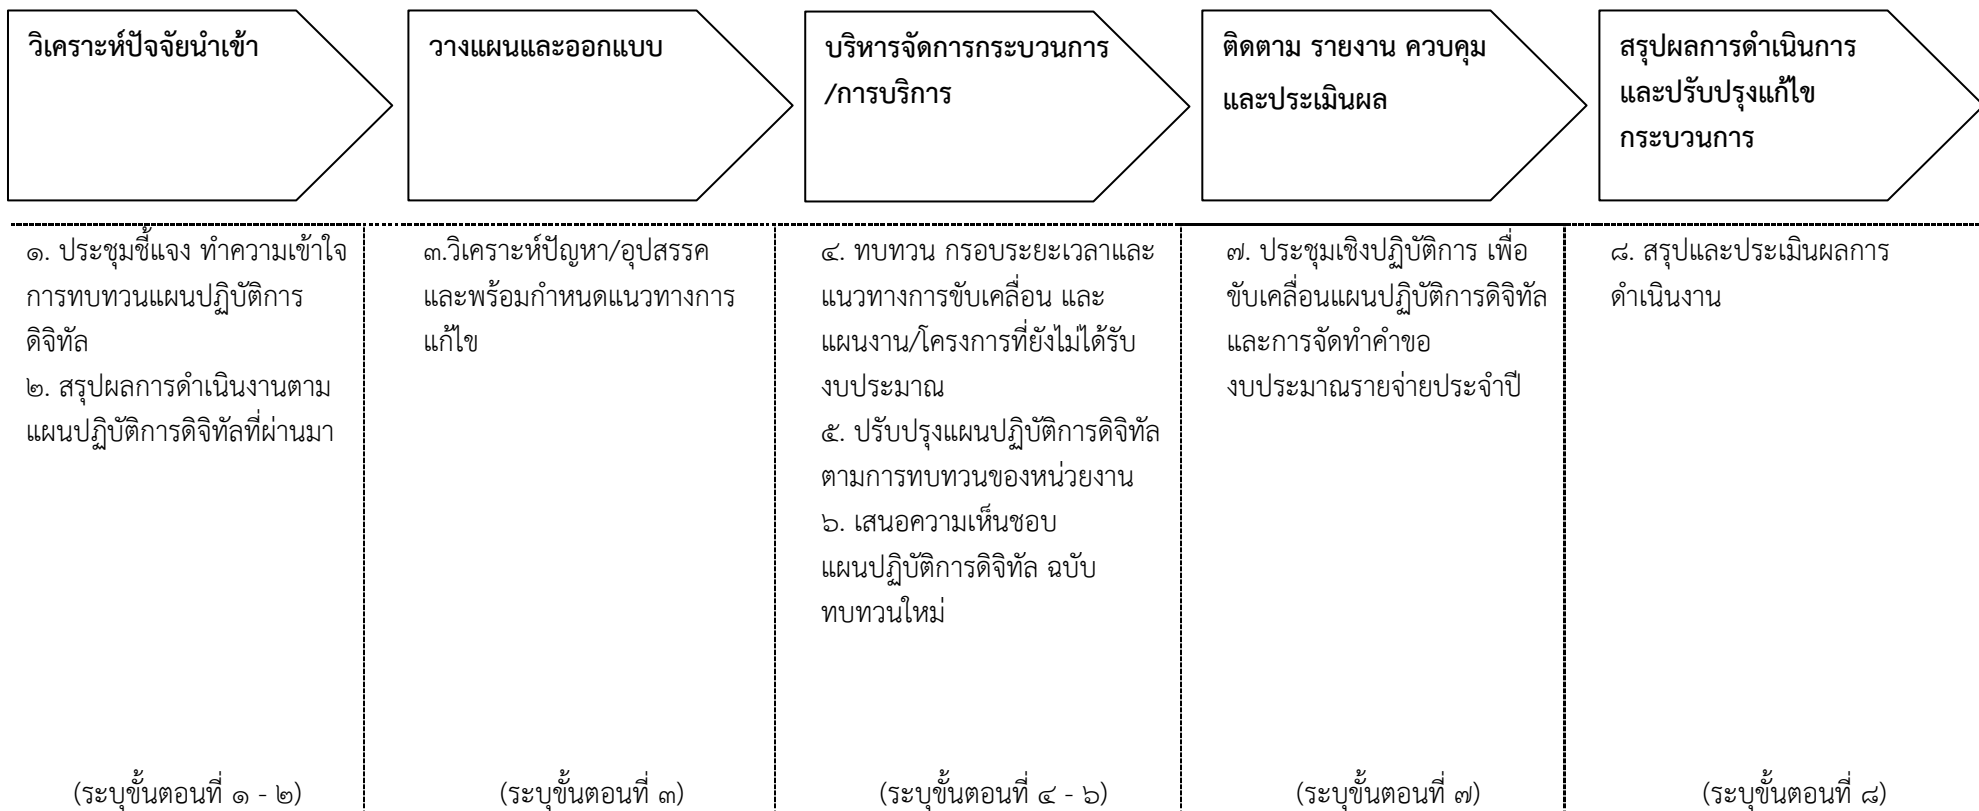 วิเคราะห์ปัจจัยนำเข้า
วางแผนและออกแบบ
บริหารจัดการกระบวนการ
/การบริการ
ติดตาม รายงาน ควบคุม
และประเมินผล
สรุปผลการดำเนินการ
และปรับปรุงแก้ไข
กระบวนการ
๑. ประชุมชี้แจง ทำความเข้าใจ
การทบทวนแผนปฏิบัติการ
ดิจิทัล
๒. สรุปผลการดำเนินงานตาม
แผนปฏิบัติการดิจิทัลที่ผ่านมา
(ระบุขั้นตอนที่ ๑ - ๒)
๓.วิเคราะห์ปัญหา/อุปสรรค
และพร้อมกำหนดแนวทางการ
แก้ไข
(ระบุขั้นตอนที่ ๓)
๔. ทบทวน กรอบระยะเวลาและ
แนวทางการขับเคลื่อน และ
แผนงาน/โครงการที่ยังไม่ได้รับ
งบประมาณ
๕. ปรับปรุงแผนปฏิบัติการดิจิทัล
ตามการทบทวนของหน่วยงาน
๖. เสนอความเห็นชอบ
แผนปฏิบัติการดิจิทัล ฉบับ
ทบทวนใหม่
(ระบุขั้นตอนที่ ๔ - ๖)
๗. ประชุมเชิงปฏิบัติการ เพื่อ
ขับเคลื่อนแผนปฏิบัติการดิจิทัล
และการจัดทำคำขอ
งบประมาณรายจ่ายประจำปี
(ระบุขั้นตอนที่ ๗)
๘. สรุปและประเมินผลการ
ดำเนินงาน
(ระบุขั้นตอนที่ ๘)